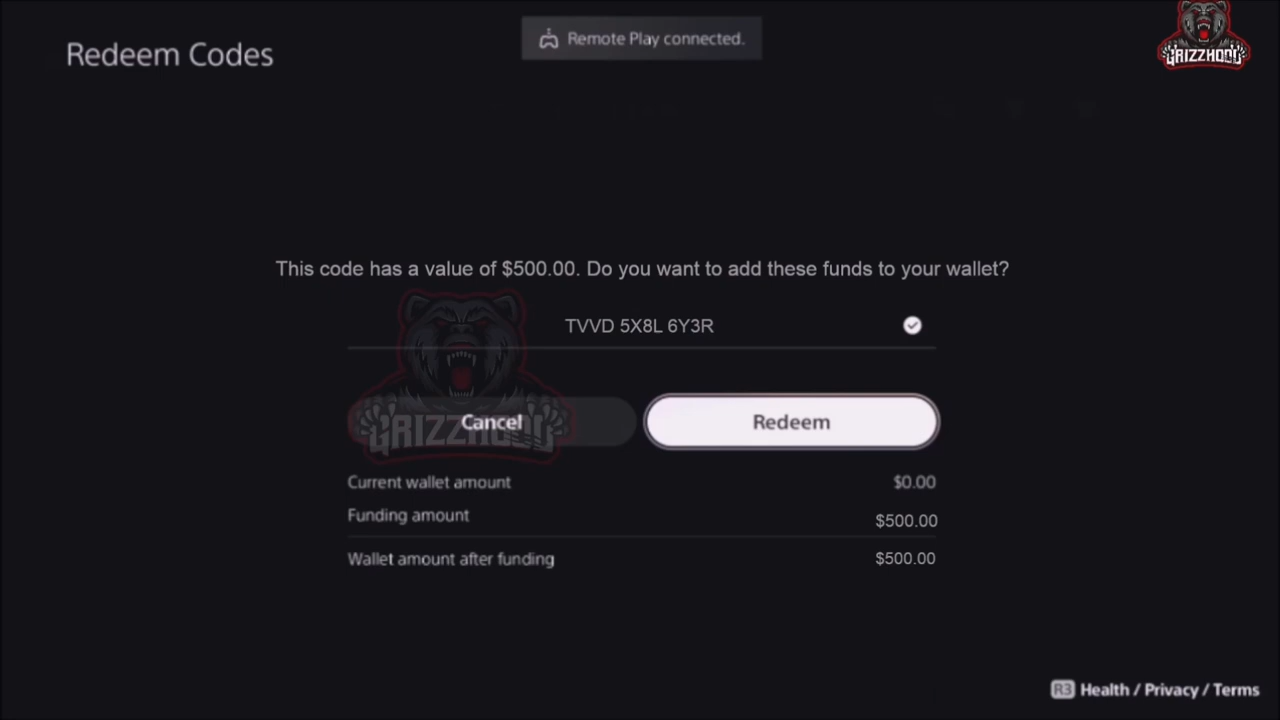 Redeem Codes
Remote Play connected.
GRIZZHOOD
This code has a value of $500.00. Do you want to add these funds to your wallet?
TVVD 5X8L 6Y3R
Cancel
Redeem
GRIZZHOOD
Current wallet amount $0.00
Funding amount $500.00
Wallet amount after funding $500.00
R3 Health / Privacy / Terms